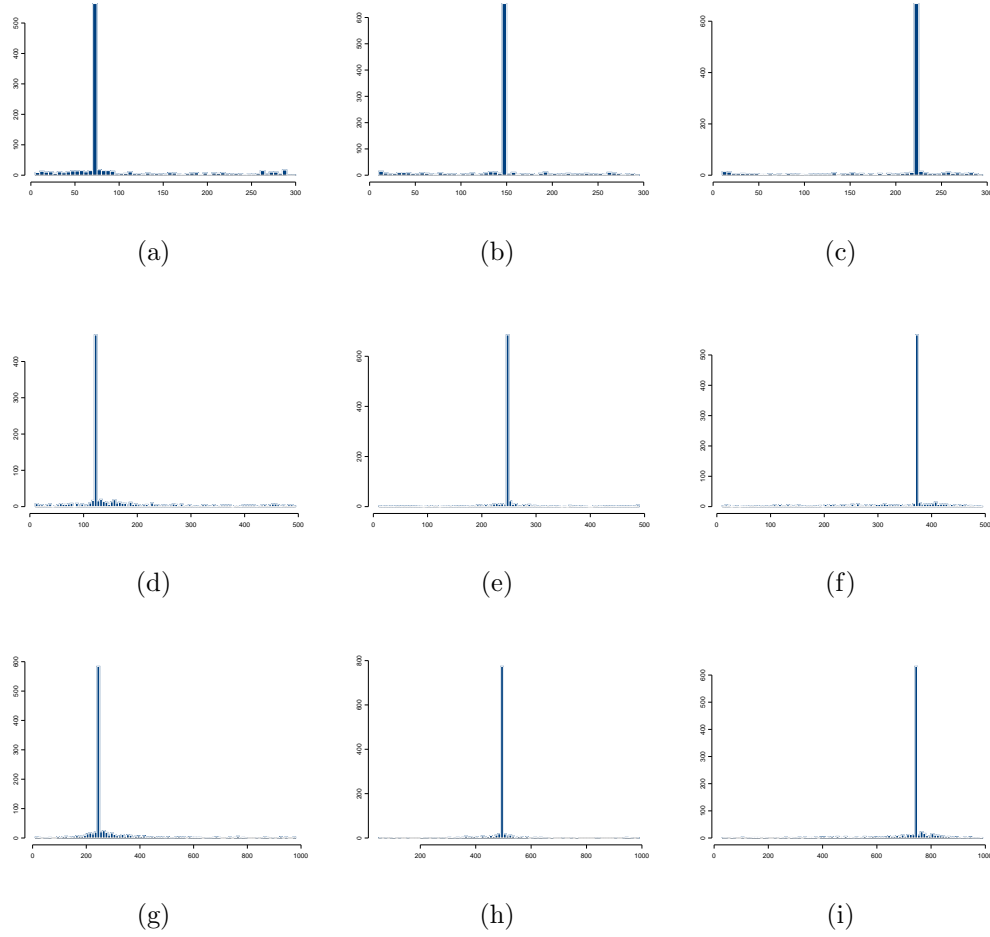 0 100 200 300 400 500
0 50 100 150 200 250 300
(a)
0 100 200 300 400 500 600
0 50 100 150 200 250 300
(b)
0 200 400 600
0 50 100 150 200 250 300
(c)
0 100 200 300 400
0 100 200 300 400 500
(d)
0 200 400 600
0 100 200 300 400 500
(e)
0 100 200 300 400 500
0 100 200 300 400 500
(f)
0 100 200 300 400 500 600
0 200 400 600 800 1000
(g)
0 200 400 600 800
200 400 600 800 1000
(h)
0 100 200 300 400 500 600
0 200 400 600 800 1000
(i)